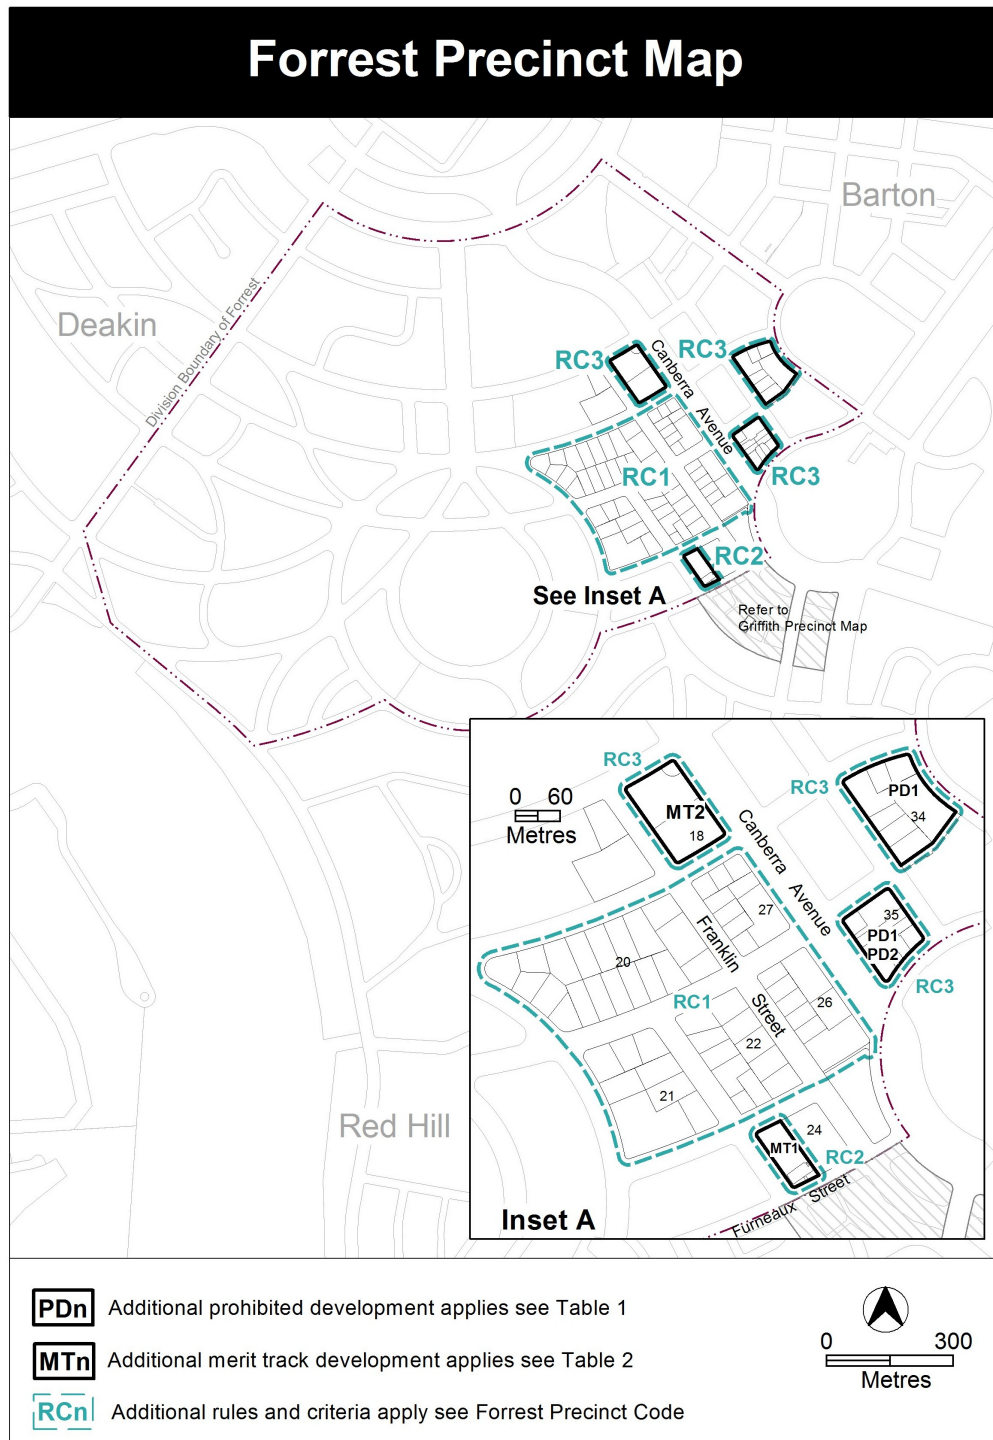 Forrest Precinct Map
Barton
Deakin
Division Boundary of Forrest
RC3
Canberra
Avenue
RC3
RC1
RC3
RC2
See Inset A
Refer to
Griffith Precinct Map
Red Hill
RC3
0 60
Metres
MT2
18
Canberra
Avenue
RC3
PD1
34
27
Franklin
Street
35
PD1
PD2
RC3
20
RC1
26
22
21
24
MT1
RC2
Furneaux Street
Inset A
PDn Additional prohibited development applies see Table 1
MTn Additional merit track development applies see Table 2
RCn Additional rules and criteria apply see Forrest Precinct Code
0 300
Metres